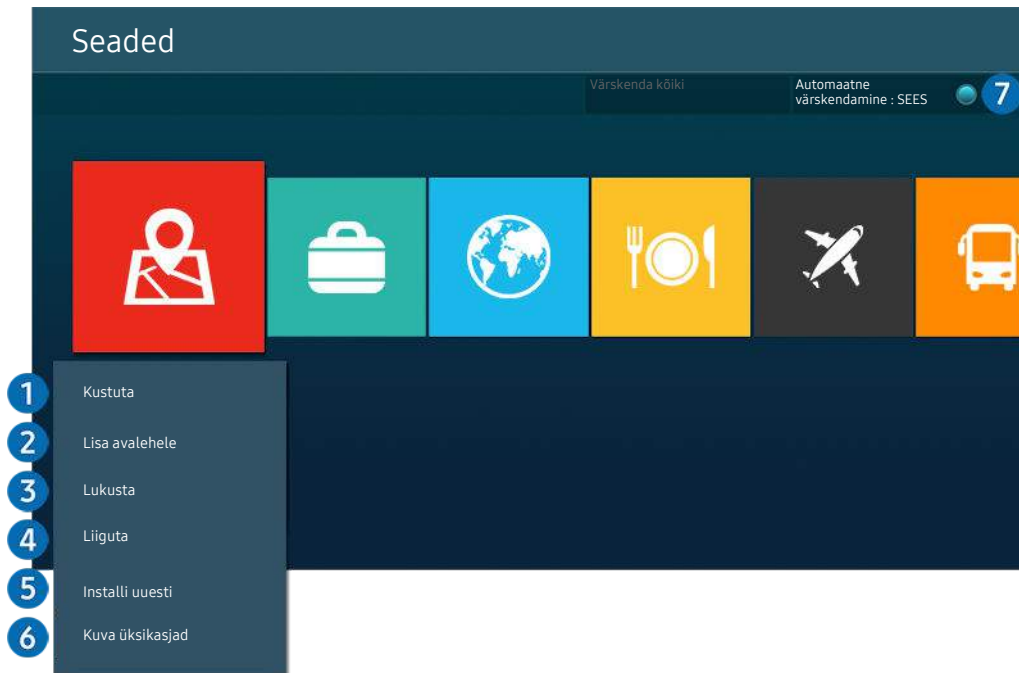 Seaded
Värskenda kõiki
Automaatne
värskendamine : SEES
7
1 Kustuta
2 Lisa avalehele
3 Lukusta
4 Liiguta
5 Installi uuesti
6 Kuva üksikasjad